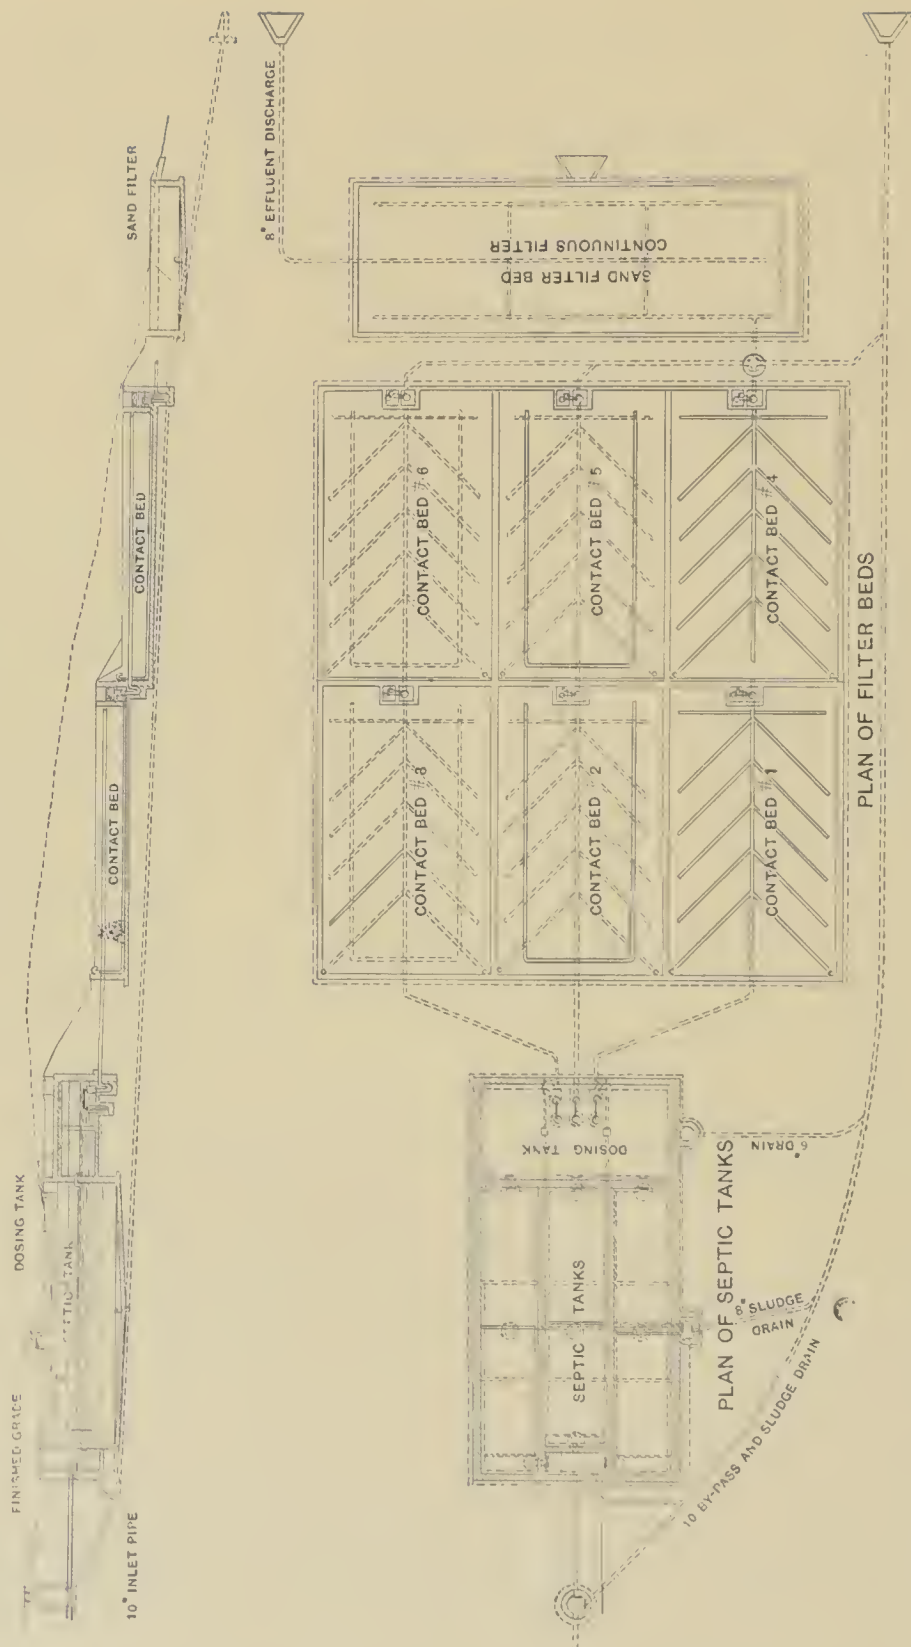 FINISHED GRADE
DOSING TANK
TANK
10" INLET PIPE
CONTACT BED
CONTACT BED
SAND FILTER
8" EFFLUENT DISCHARGE
SAND FILTER BED
CONTINUOUS FILTER
CONTACT BED #6
CONTACT BED #5
CONTACT BED #4
CONTACT BED #3
CONTACT BED #2
CONTACT BED #1
PLAN OF FILTER BEDS
DOSING TANK
SEPTIC TANKS
PLAN OF SEPTIC TANKS
6" DRAIN
8" SLUDGE
DRAIN
10 BY-PASS AND SLUDGE DRAIN